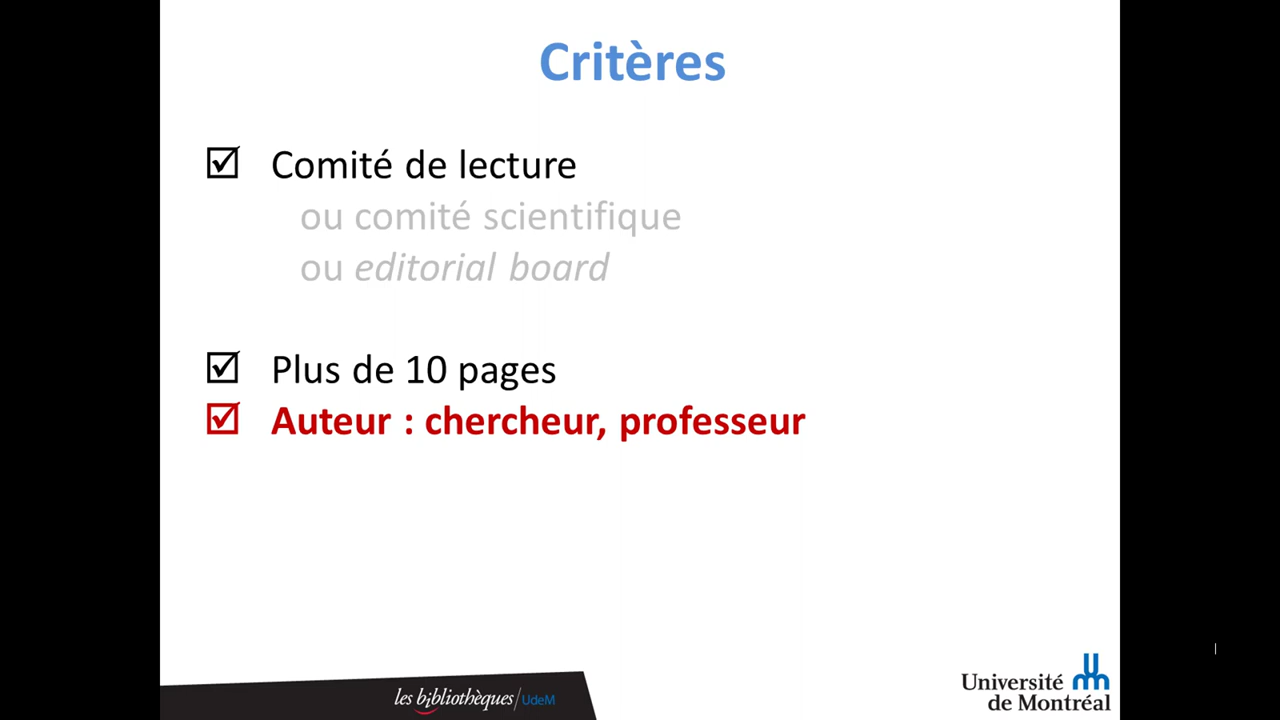 Critères
Comité de lecture
ou comité scientifique
ou editorial board
Plus de 10 pages
Auteur : chercheur, professeur
les bibliothèques/UdeM
Université
de Montréal